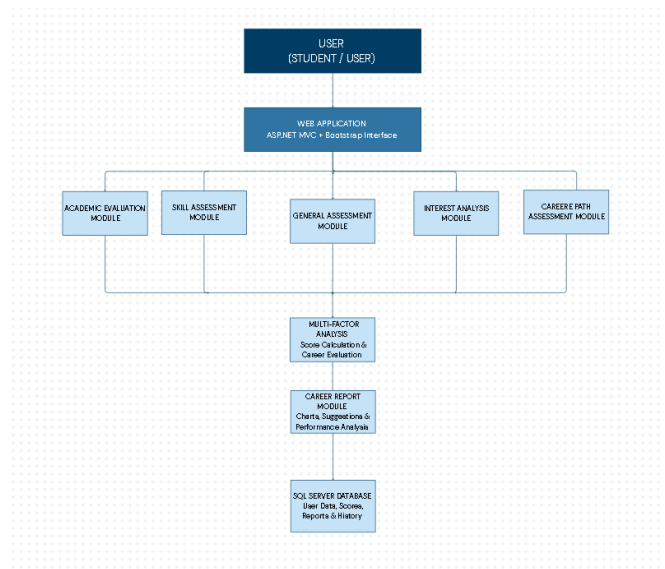 USER
(STUDENT / USER)
WEB APPLICATION
ASP.NET MVC + Bootstrap Interface
ACADEMIC EVALUATION
MODULE
SKILL ASSESSMENT
MODULE
GENERAL ASSESSMENT
MODULE
INTEREST ANALYSIS
MODULE
CAREERE PATH
ASSESSMENT MODULE
MULTI-FACTOR
ANALYSIS
Score Calculation &
Career Evaluation
CAREER REPORT
MODULE
Charts, Suggestions &
Performance Analysis
SQL SERVER DATABASE
User Data, Scores,
Reports & History